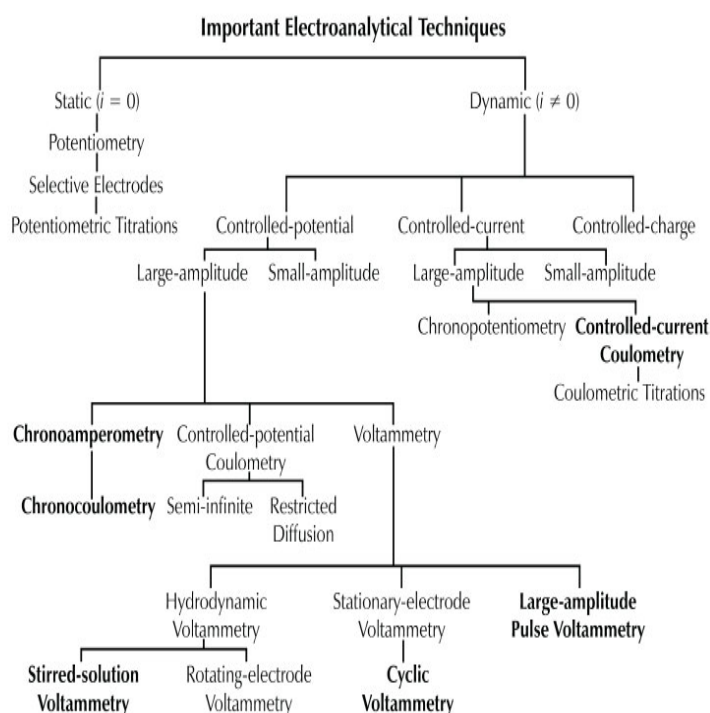 Important Electroanalytical Techniques
Static (i = 0)
Dynamic (i ≠ 0)
Potentiometry
Selective Electrodes
Potentiometric Titrations
Controlled-potential
Controlled-current
Controlled-charge
Large-amplitude
Small-amplitude
Large-amplitude
Small-amplitude
Chronopotentiometry
Controlled-current
Coulometry
Coulometric Titrations
Chronoamperometry
Controlled-potential
Coulometry
Voltammetry
Chronocoulometry
Semi-infinite
Restricted
Diffusion
Hydrodynamic
Voltammetry
Stationary-electrode
Voltammetry
Large-amplitude
Pulse Voltammetry
Stirred-solution
Voltammetry
Rotating-electrode
Voltammetry
Cyclic
Voltammetry